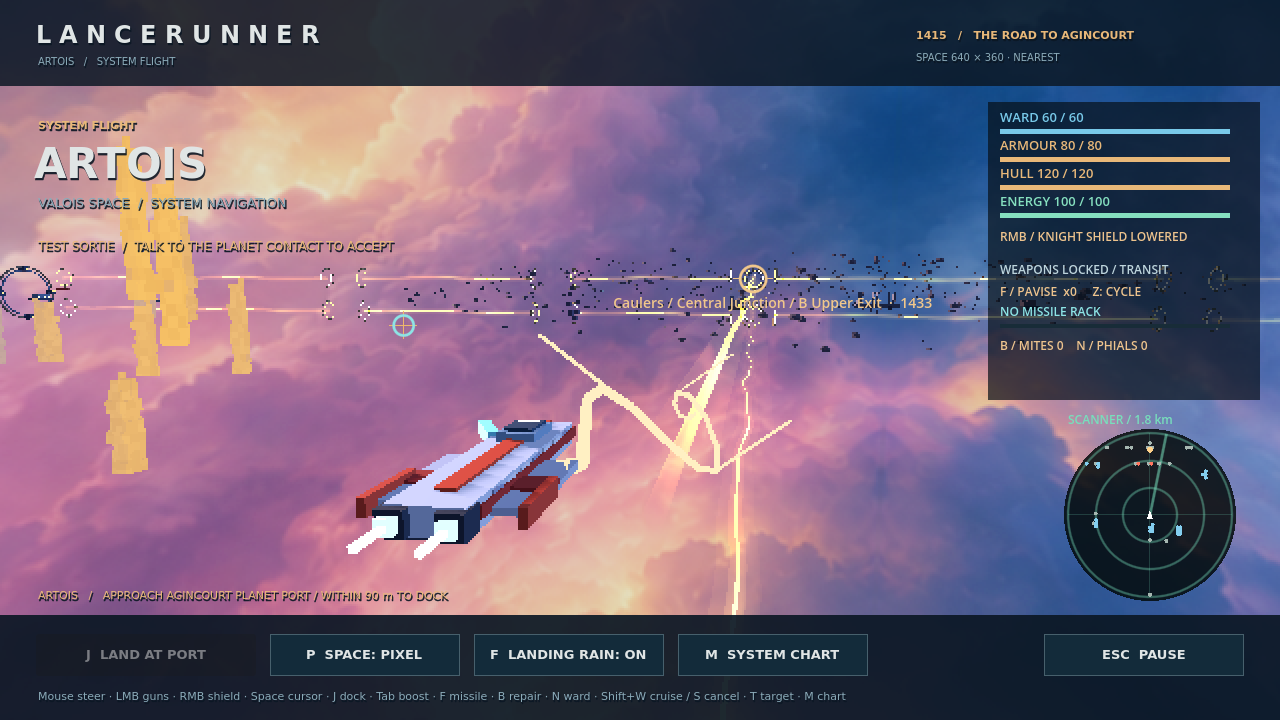 LANCERUNNER
ARTOIS / SYSTEM FLIGHT
1415 / THE ROAD TO AGINCOURT
SPACE 640 × 360 · NEAREST
SYSTEM FLIGHT
ARTOIS
VALOIS SPACE / SYSTEM NAVIGATION
TEST SORTIE / TALK TO THE PLANET CONTACT TO ACCEPT
WARD 60 / 60
ARMOUR 80 / 80
HULL 120 / 120
ENERGY 100 / 100
RMB / KNIGHT SHIELD LOWERED
WEAPONS LOCKED / TRANSIT
F / PAVISE x0 Z: CYCLE
NO MISSILE RACK
B / MITES 0 N / PHIALS 0
Caulers / Central Junction / B Upper Exit 1433
SCANNER / 1.8 km
ARTOIS / APPROACH AGINCOURT PLANET PORT / WITHIN 90 m TO DOCK
J LAND AT PORT
P SPACE: PIXEL
F LANDING RAIN: ON
M SYSTEM CHART
ESC PAUSE
Mouse steer · LMB guns · RMB shield · Space cursor · J dock · Tab boost · F missile · B repair · N ward · Shift+W cruise / S cancel · T target · M chart